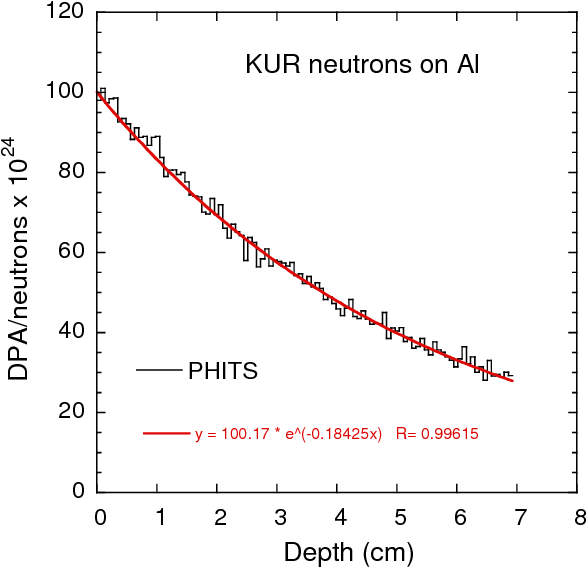 120
KUR neutrons on Al
100
80
60
40
20
0
DPA/neutrons x 10^24
PHITS
y = 100.17 * e^(-0.18425x) R= 0.99615
0 1 2 3 4 5 6 7 8
Depth (cm)